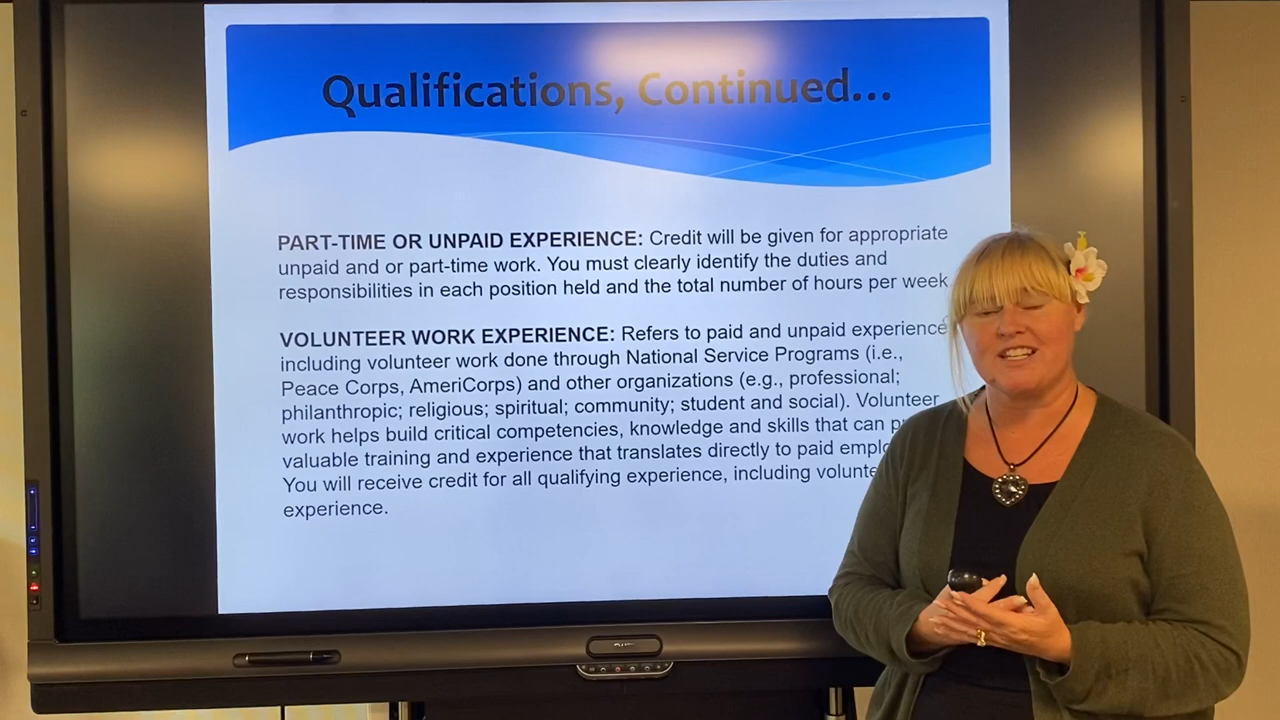 Qualifications, Continued...
PART-TIME OR UNPAID EXPERIENCE: Credit will be given for appropriate
unpaid and or part-time work. You must clearly identify the duties and
responsibilities in each position held and the total number of hours per week
VOLUNTEER WORK EXPERIENCE: Refers to paid and unpaid experience
including volunteer work done through National Service Programs (i.e.,
Peace Corps, AmeriCorps) and other organizations (e.g., professional;
philanthropic; religious; spiritual; community; student and social). Volunteer
work helps build critical competencies, knowledge and skills that can
valuable training and experience that translates directly to paid
You will receive credit for all qualifying experience, including
experience.